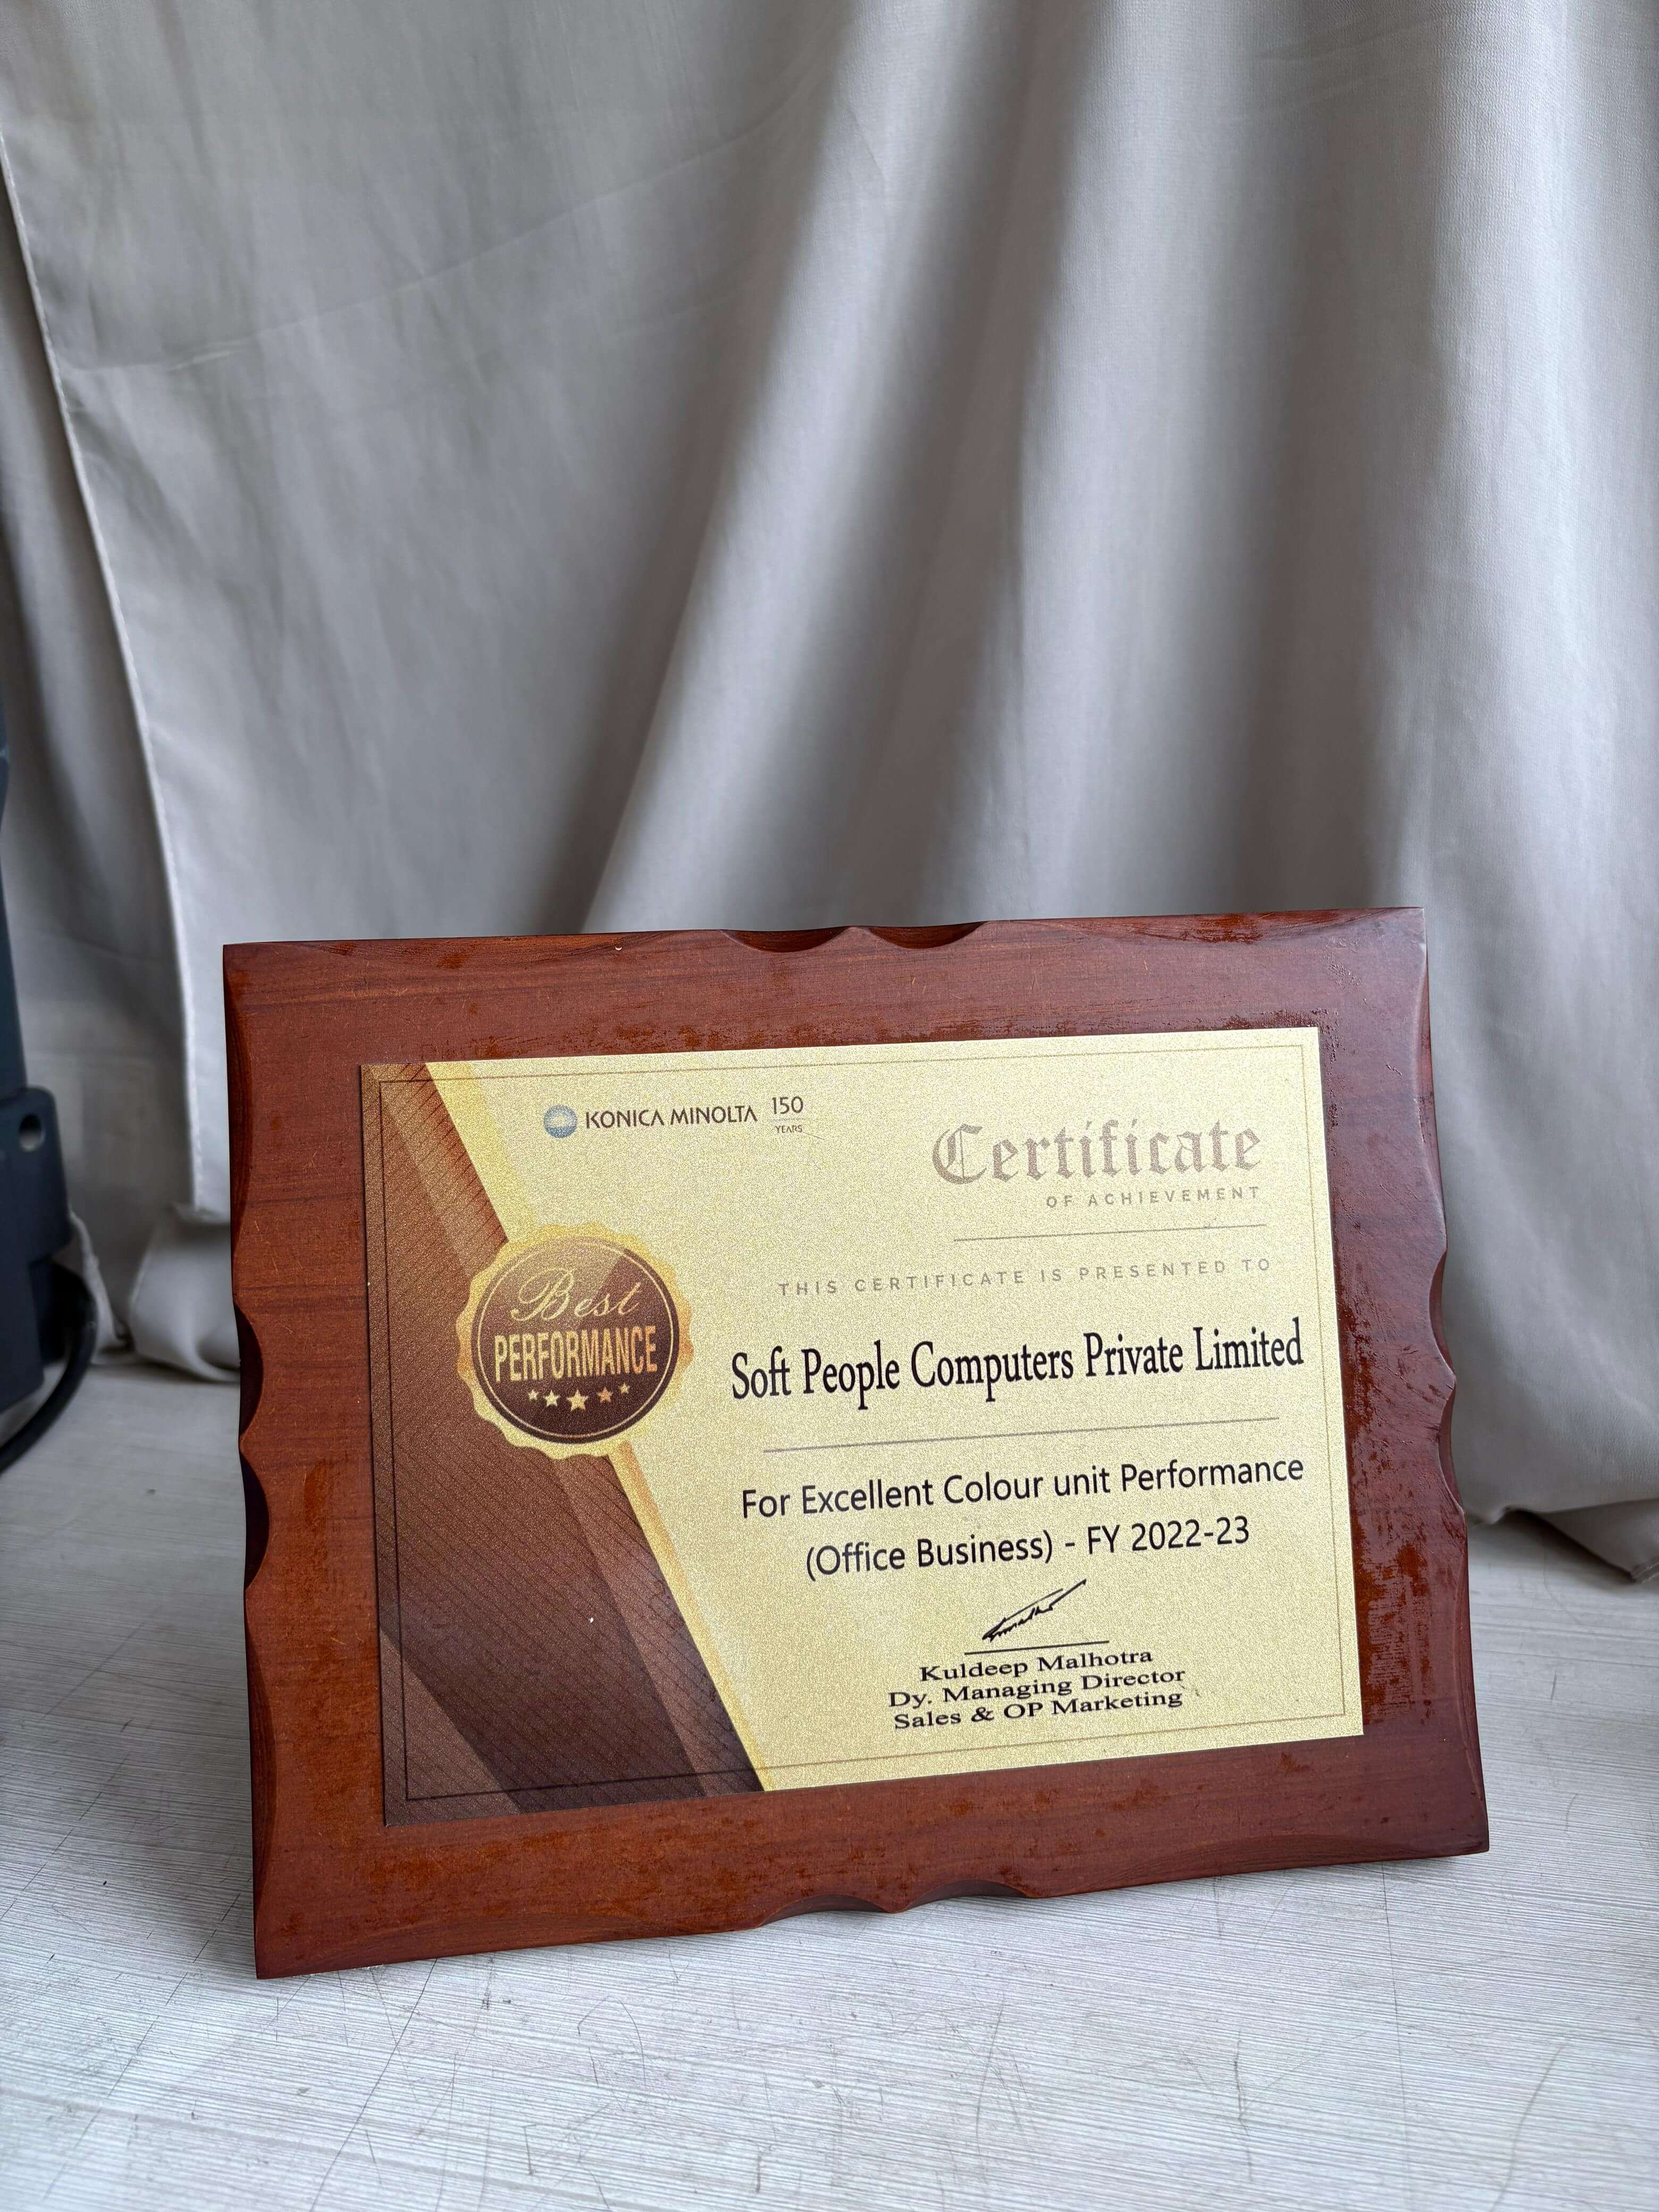 KONICA MINOLTA 150
YEARS
Certificate
OF ACHIEVEMENT
THIS CERTIFICATE IS PRESENTED TO
Best
PERFORMANCE
Soft People Computers Private Limited
For Excellent Colour unit Performance
(Office Business) - FY 2022-23
Kuldeep Malhotra
Dy. Managing Director
Sales & OP Marketing